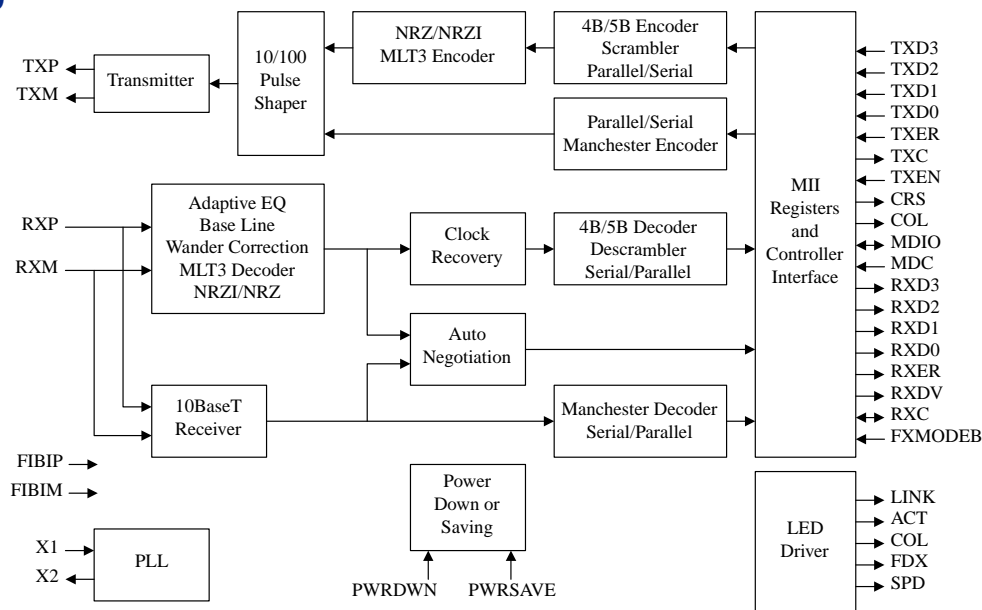 TXP
TXM
Transmitter
10/100
Pulse
Shaper
NRZ/NRZI
MLT3 Encoder
4B/5B Encoder
Scrambler
Parallel/Serial
Parallel/Serial
Manchester Encoder
RXP
RXM
Adaptive EQ
Base Line
Wander Correction
MLT3 Decoder
NRZI/NRZ
Clock
Recovery
4B/5B Decoder
Descrambler
Serial/Parallel
Auto
Negotiation
10BaseT
Receiver
Manchester Decoder
Serial/Parallel
MII
Registers
and
Controller
Interface
TXD3
TXD2
TXD1
TXD0
TXER
TXC
TXEN
CRS
COL
MDIO
MDC
RXD3
RXD2
RXD1
RXD0
RXER
RXDV
RXC
FXMODEB
FIBIP
FIBIM
X1
X2
PLL
Power
Down or
Saving
PWRDWN
PWRSAVE
LED
Driver
LINK
ACT
COL
FDX
SPD